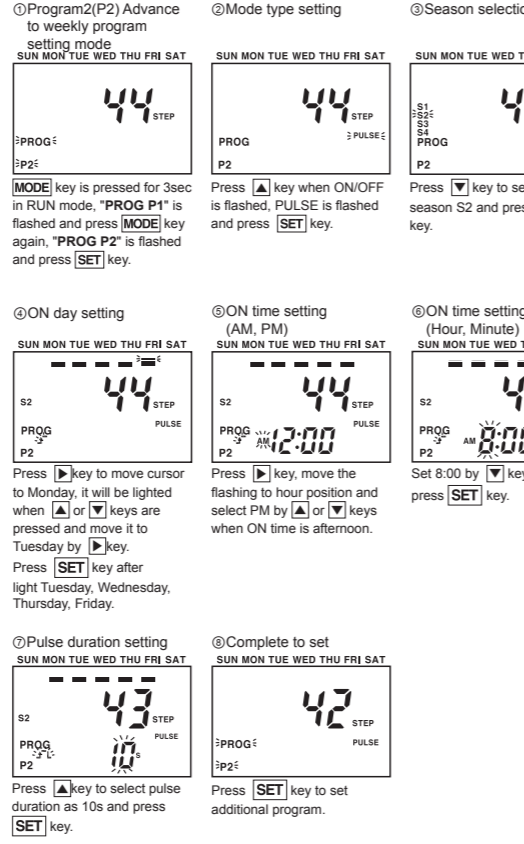 ①Program2(P2) Advance
to weekly program
setting mode
SUN MON TUE WED THU FRI SAT
44 STEP
PROG
P2
MODE key is pressed for 3sec
in RUN mode, "PROG P1" is
flashed and press MODE key
again, "PROG P2" is flashed
and press SET key.
②Mode type setting
SUN MON TUE WED THU FRI SAT
44 STEP
PROG PULSE
P2
Press ▲ key when ON/OFF
is flashed, PULSE is flashed
and press SET key.
③Season
SUN MON TUE WED
S1
S2
S3
S4
PROG
P2
Press ▼ key to
season S2 and
key.
④ON day setting
SUN MON TUE WED THU FRI SAT
S2 44 STEP
PULSE
PROG
P2
Press ▶key to move cursor
to Monday, it will be lighted
when ▲ or ▼ keys are
pressed and move it to
Tuesday by ▶key.
Press SET key after
light Tuesday, Wednesday,
Thursday, Friday.
⑤ON time setting
(AM, PM)
SUN MON TUE WED THU FRI SAT
S2 44 STEP
PULSE
PROG AM 12:00
P2
Press ▶ key, move the
flashing to hour position and
select PM by ▲ or ▼ keys
when ON time is afternoon.
⑥ON time setting
(Hour, Minute)
SUN MON TUE WED
S2
PROG AM 8:00
P2
Set 8:00 by ▼ key
press SET key.
⑦Pulse duration setting
SUN MON TUE WED THU FRI SAT
S2 43 STEP
PULSE
PROG 10s
P2
Press ▲key to select pulse
duration as 10s and press
SET key.
⑧Complete to set
SUN MON TUE WED THU FRI SAT
42 STEP
PROG PULSE
P2
Press SET key to set
additional program.